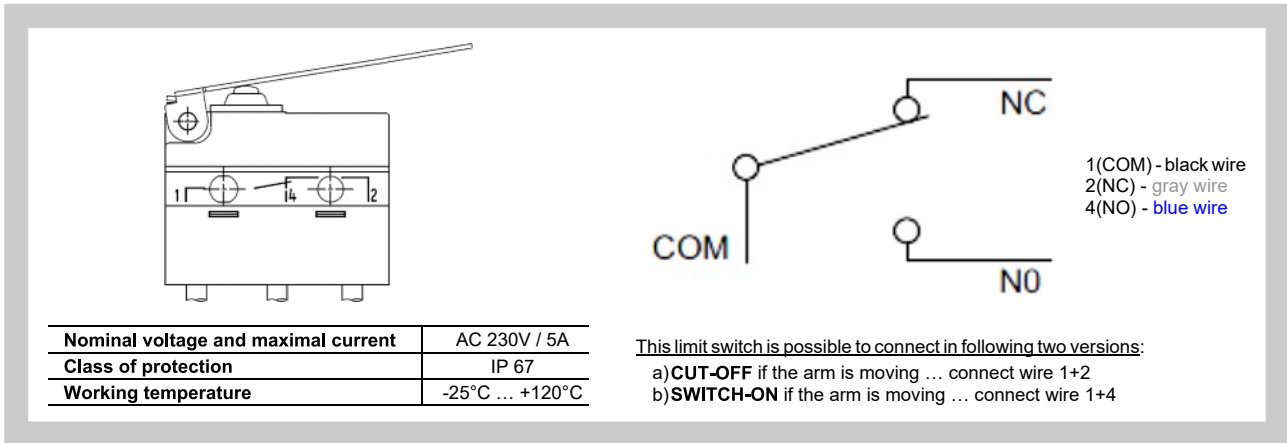 1
4
2
NC
COM
N0
1(COM) - black wire
2(NC) - gray wire
4(NO) - blue wire
Nominal voltage and maximal current AC 230V / 5A
Class of protection IP 67
Working temperature -25°C … +120°C
This limit switch is possible to connect in following two versions:
a) CUT-OFF if the arm is moving … connect wire 1+2
b) SWITCH-ON if the arm is moving … connect wire 1+4